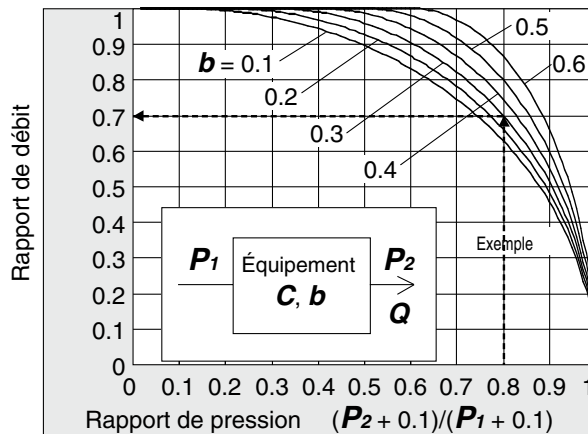 Rapport de débit
1
0.9
0.8
0.7
0.6
0.5
0.4
0.3
0.2
0.1
0
b = 0.1
0.2
0.3
0.4
0.5
0.6
Exemple
P1
Équipement
C, b
P2
Q
0 0.1 0.2 0.3 0.4 0.5 0.6 0.7 0.8 0.9 1
Rapport de pression (P2 + 0.1)/(P1 + 0.1)